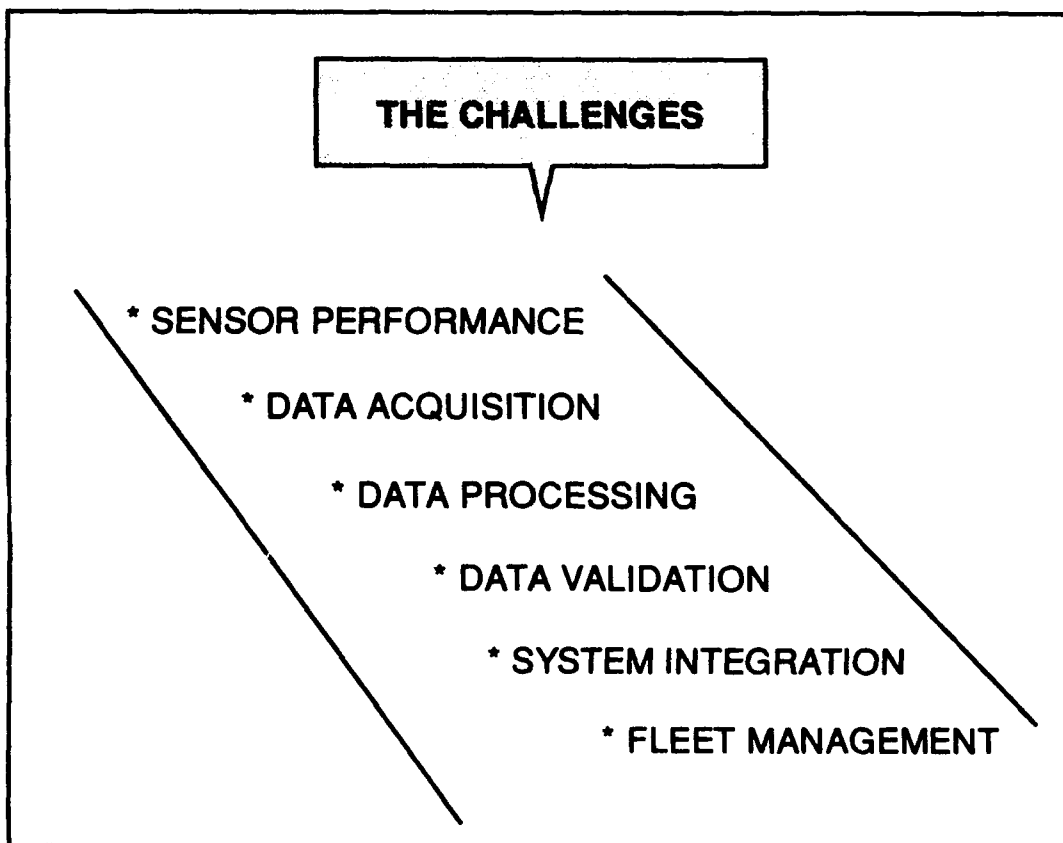 THE CHALLENGES
* SENSOR PERFORMANCE
* DATA ACQUISITION
* DATA PROCESSING
* DATA VALIDATION
* SYSTEM INTEGRATION
* FLEET MANAGEMENT